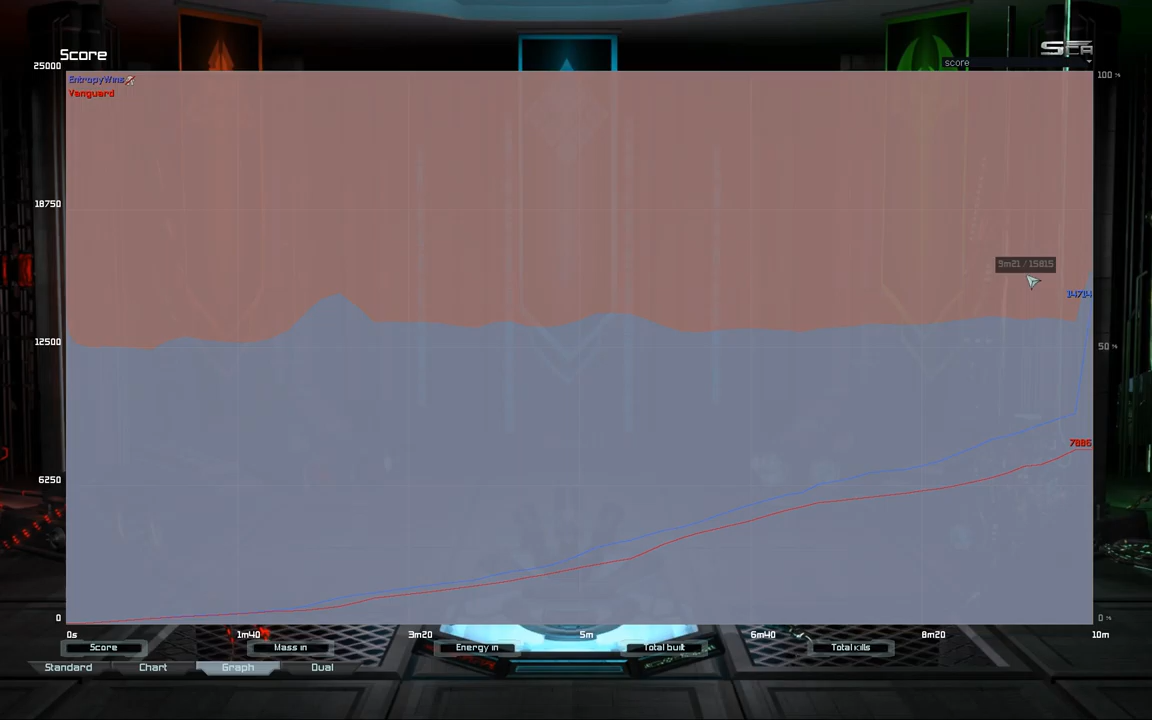 Score
25000
EntropyWins
Vanguard
score
100 %
18750
9m21 / 15815
14714
12500
50 %
7886
6250
0
0 %
0s
1m40
3m20
5m
6m40
8m20
10m
Score
Mass in
Energy in
Total built
Total kills
Standard
Chart
Graph
Dual